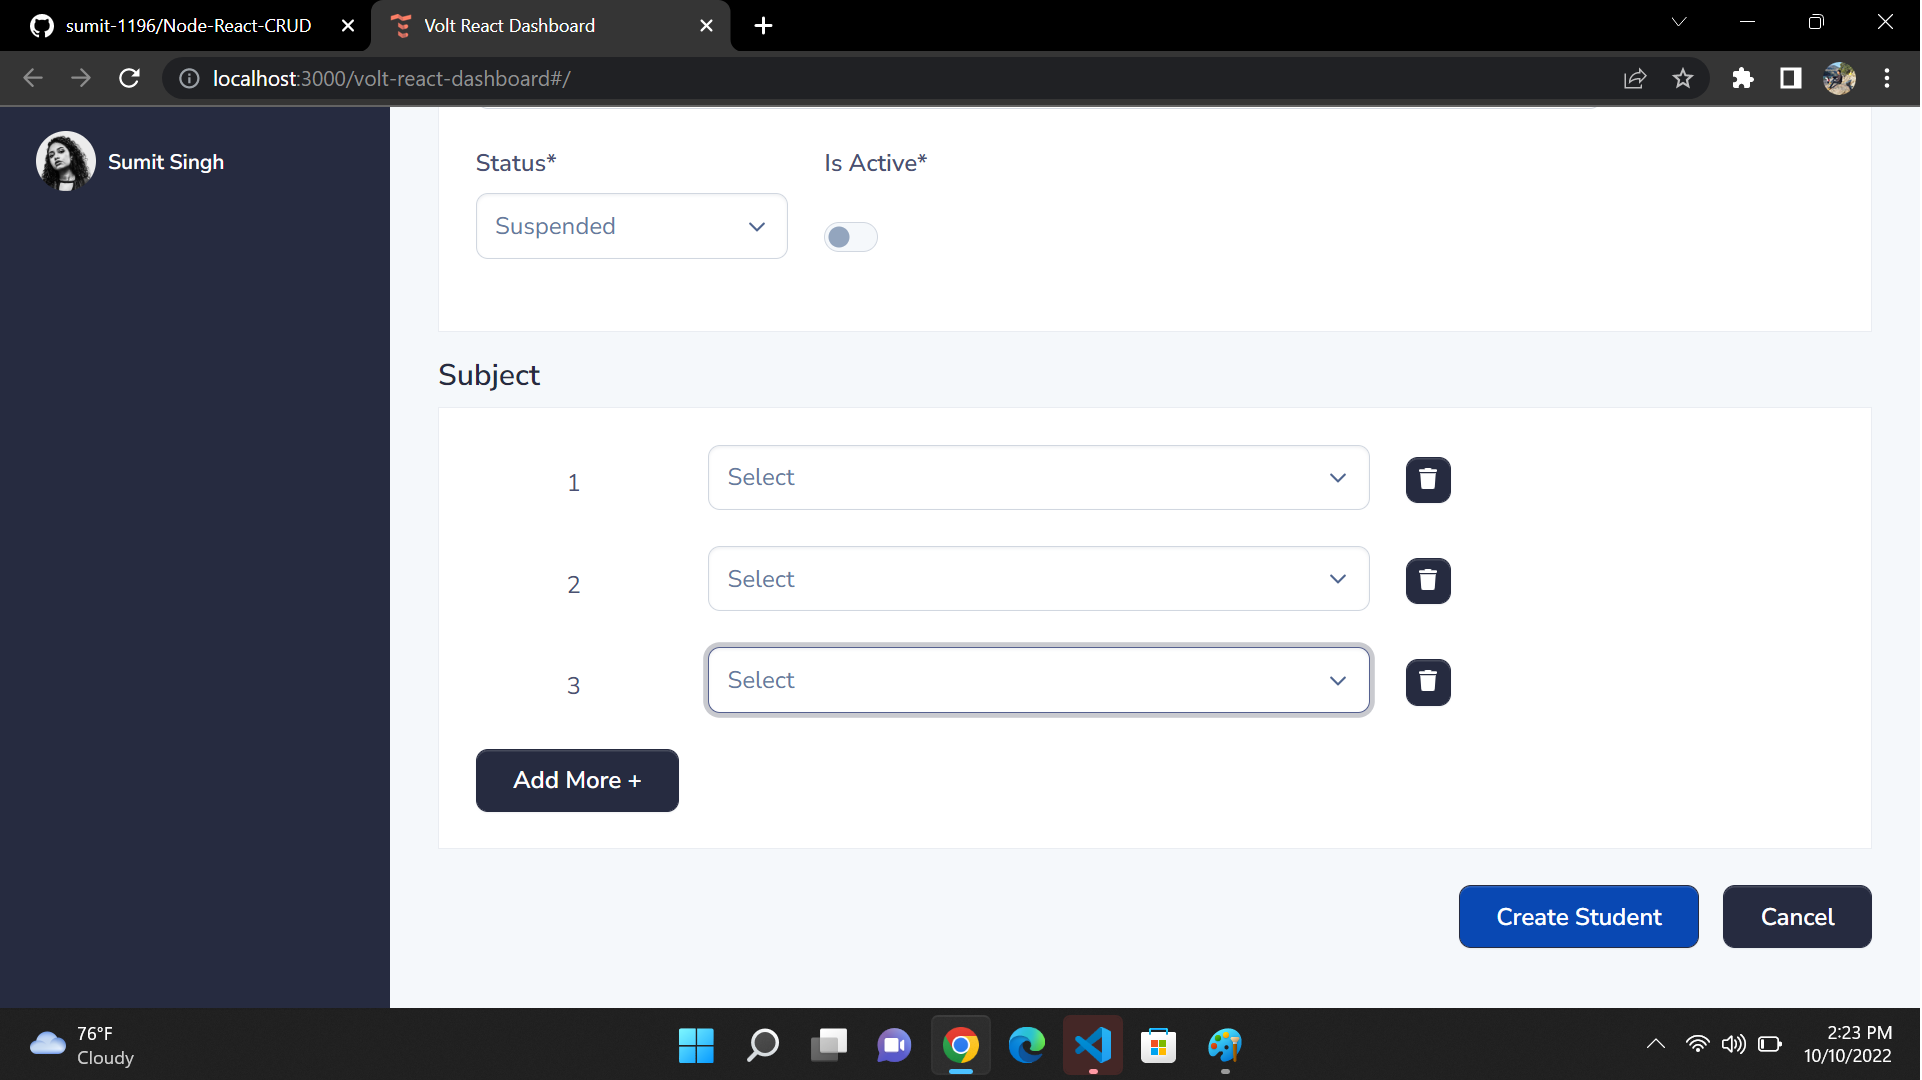 sumit-1196/Node-React-CRUD
Volt React Dashboard
localhost:3000/volt-react-dashboard#/
Sumit Singh
Status*
Is Active*
Suspended
Subject
1
Select
2
Select
3
Select
Add More +
Create Student
Cancel
76°F
Cloudy
2:23 PM
10/10/2022